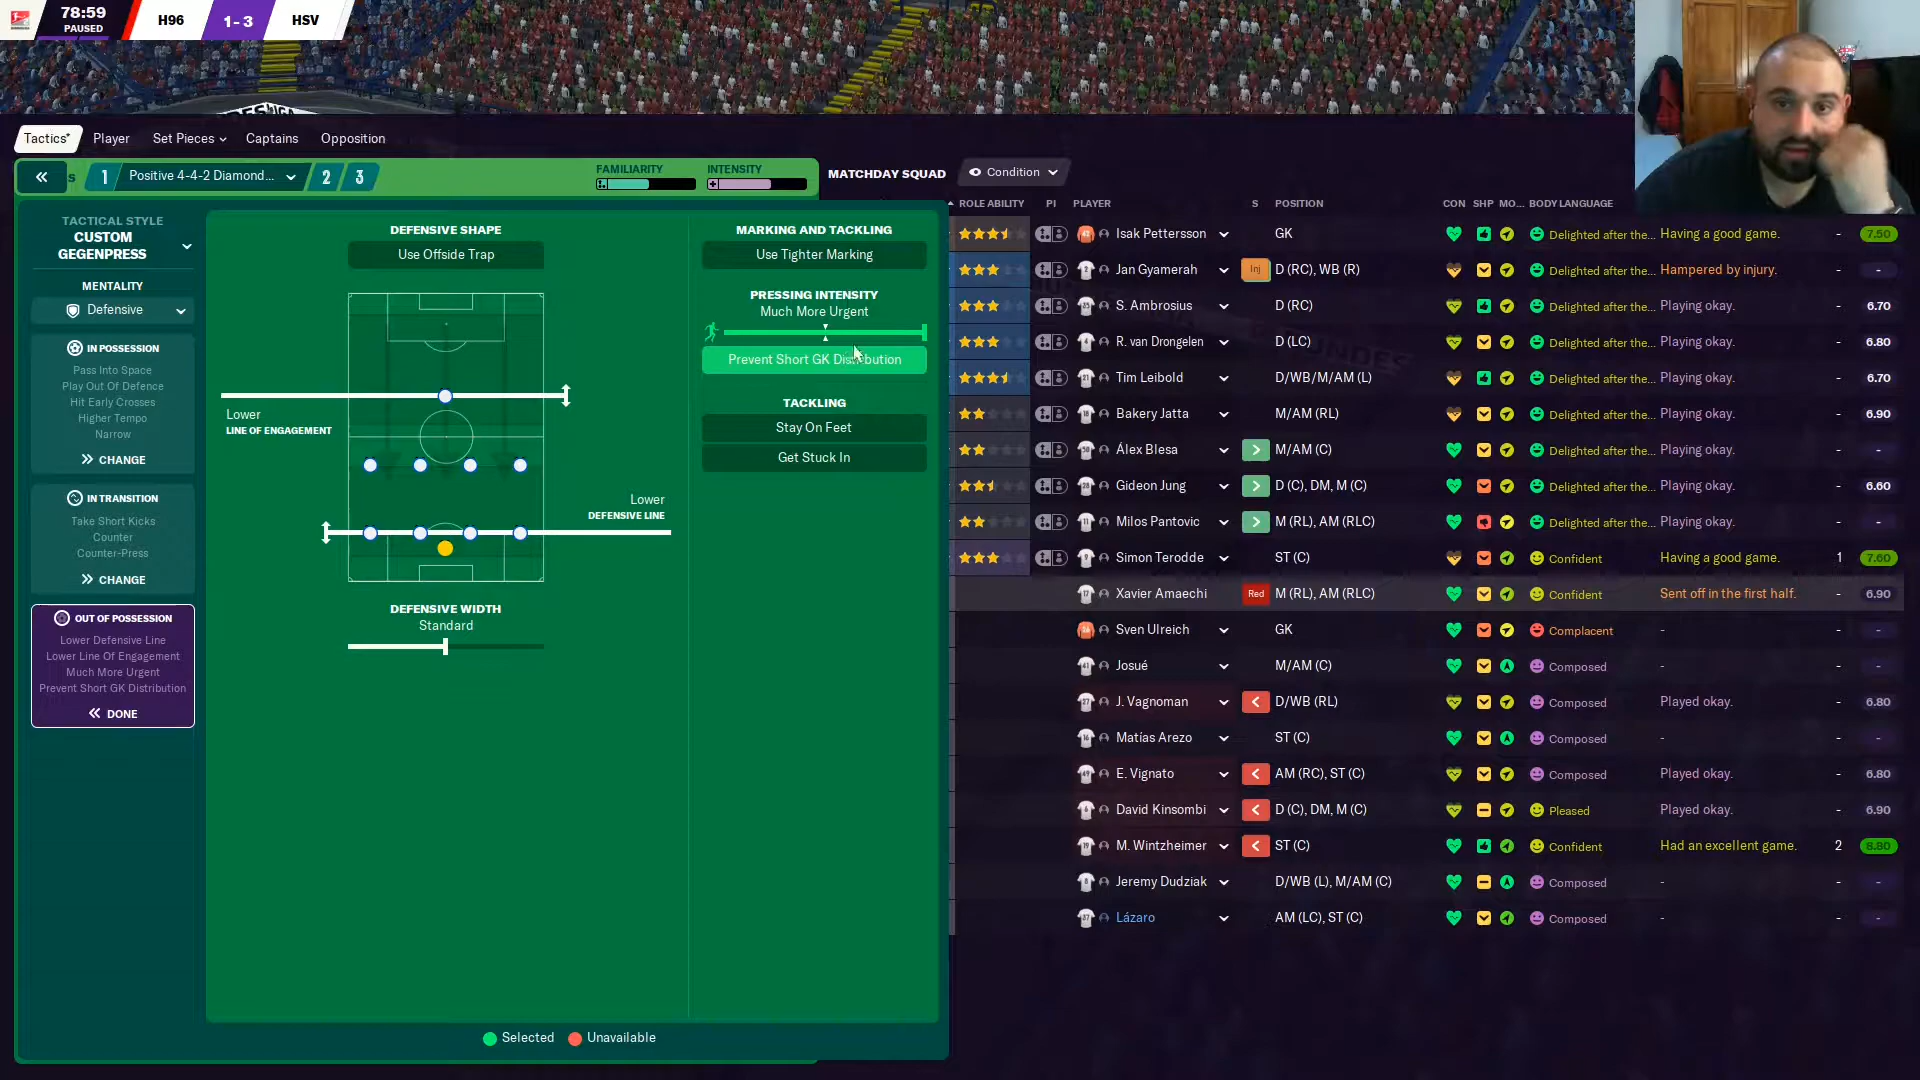 78:59
PAUSED
H96
1 - 3
HSV
Tactics*
Player
Set Pieces
Captains
Opposition
S
1
Positive 4-4-2 Diamond...
2
3
FAMILIARITY
INTENSITY
MATCHDAY SQUAD
Condition
TACTICAL STYLE
CUSTOM
GEGENPRESS
MENTALITY
Defensive
IN POSSESSION
Pass Into Space
Play Out Of Defence
Hit Early Crosses
Higher Tempo
Narrow
CHANGE
IN TRANSITION
Take Short Kicks
Counter
Counter-Press
CHANGE
OUT OF POSSESSION
Lower Defensive Line
Lower Line Of Engagement
Much More Urgent
Prevent Short GK Distribution
DONE
DEFENSIVE SHAPE
Use Offside Trap
Lower
LINE OF ENGAGEMENT
Lower
DEFENSIVE LINE
DEFENSIVE WIDTH
Standard
MARKING AND TACKLING
Use Tighter Marking
PRESSING INTENSITY
Much More Urgent
Prevent Short GK Distribution
TACKLING
Stay On Feet
Get Stuck In
Selected
Unavailable
ROLE ABILITY PI PLAYER S POSITION CON SHP MO... BODY LANGUAGE
Isak Pettersson GK Delighted after the... Having a good game. - 7.50
Jan Gyamerah Inj D (RC), WB (R) Delighted after the... Hampered by injury. - -
S. Ambrosius D (RC) Delighted after the... Playing okay. - 6.70
R. van Drongelen D (LC) Delighted after the... Playing okay. - 6.80
Tim Leibold D/WB/M/AM (L) Delighted after the... Playing okay. - 6.70
Bakery Jatta M/AM (RL) Delighted after the... Playing okay. - 6.90
Álex Blesa M/AM (C) Delighted after the... Playing okay. - -
Gideon Jung D (C), DM, M (C) Delighted after the... Playing okay. - 6.60
Milos Pantovic M (RL), AM (RLC) Delighted after the... Playing okay. - -
Simon Terodde ST (C) Confident Having a good game. 1 7.60
Xavier Amaechi Red M (RL), AM (RLC) Confident Sent off in the first half. - 6.90
Sven Ulreich GK Complacent - - -
Josué M/AM (C) Composed - - -
J. Vagnoman D/WB (RL) Composed Played okay. - 6.80
Matías Arezo ST (C) Composed - - -
E. Vignato AM (RC), ST (C) Composed Played okay. - 6.80
David Kinsombi D (C), DM, M (C) Pleased Played okay. - 6.90
M. Wintzheimer ST (C) Confident Had an excellent game. 2 8.80
Jeremy Dudziak D/WB (L), M/AM (C) Composed - - -
Lázaro AM (LC), ST (C) Composed - - -